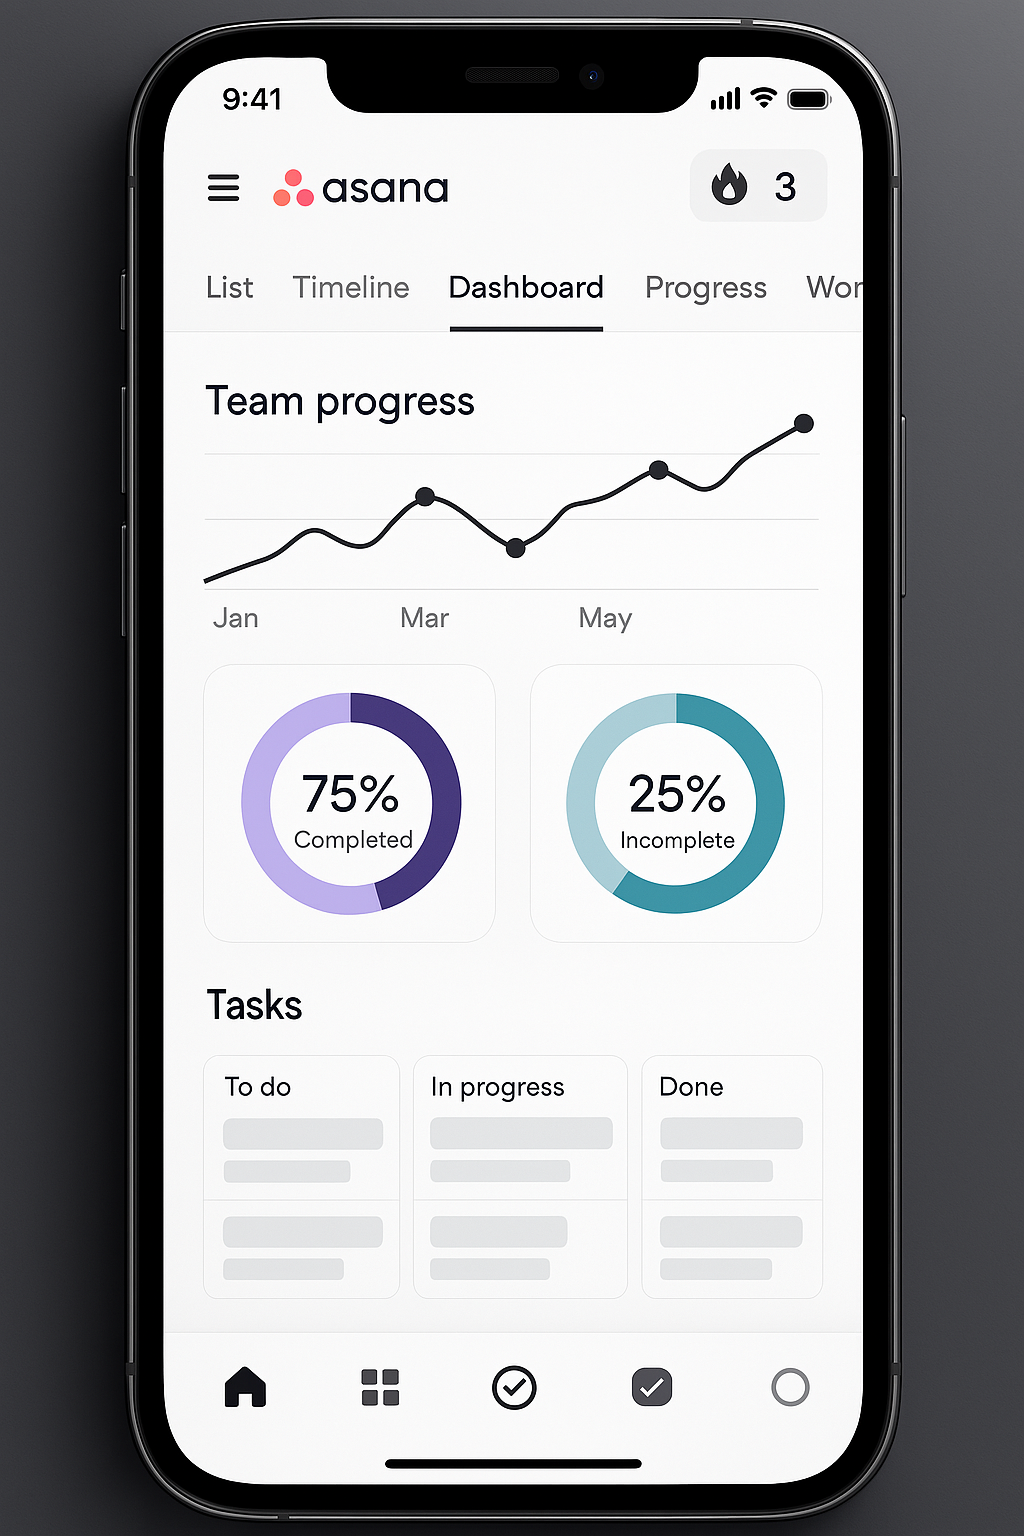 9:41
asana
3
List Timeline Dashboard Progress Wor
Team progress
Jan Mar May
75%
Completed
25%
Incomplete
Tasks
To do In progress Done